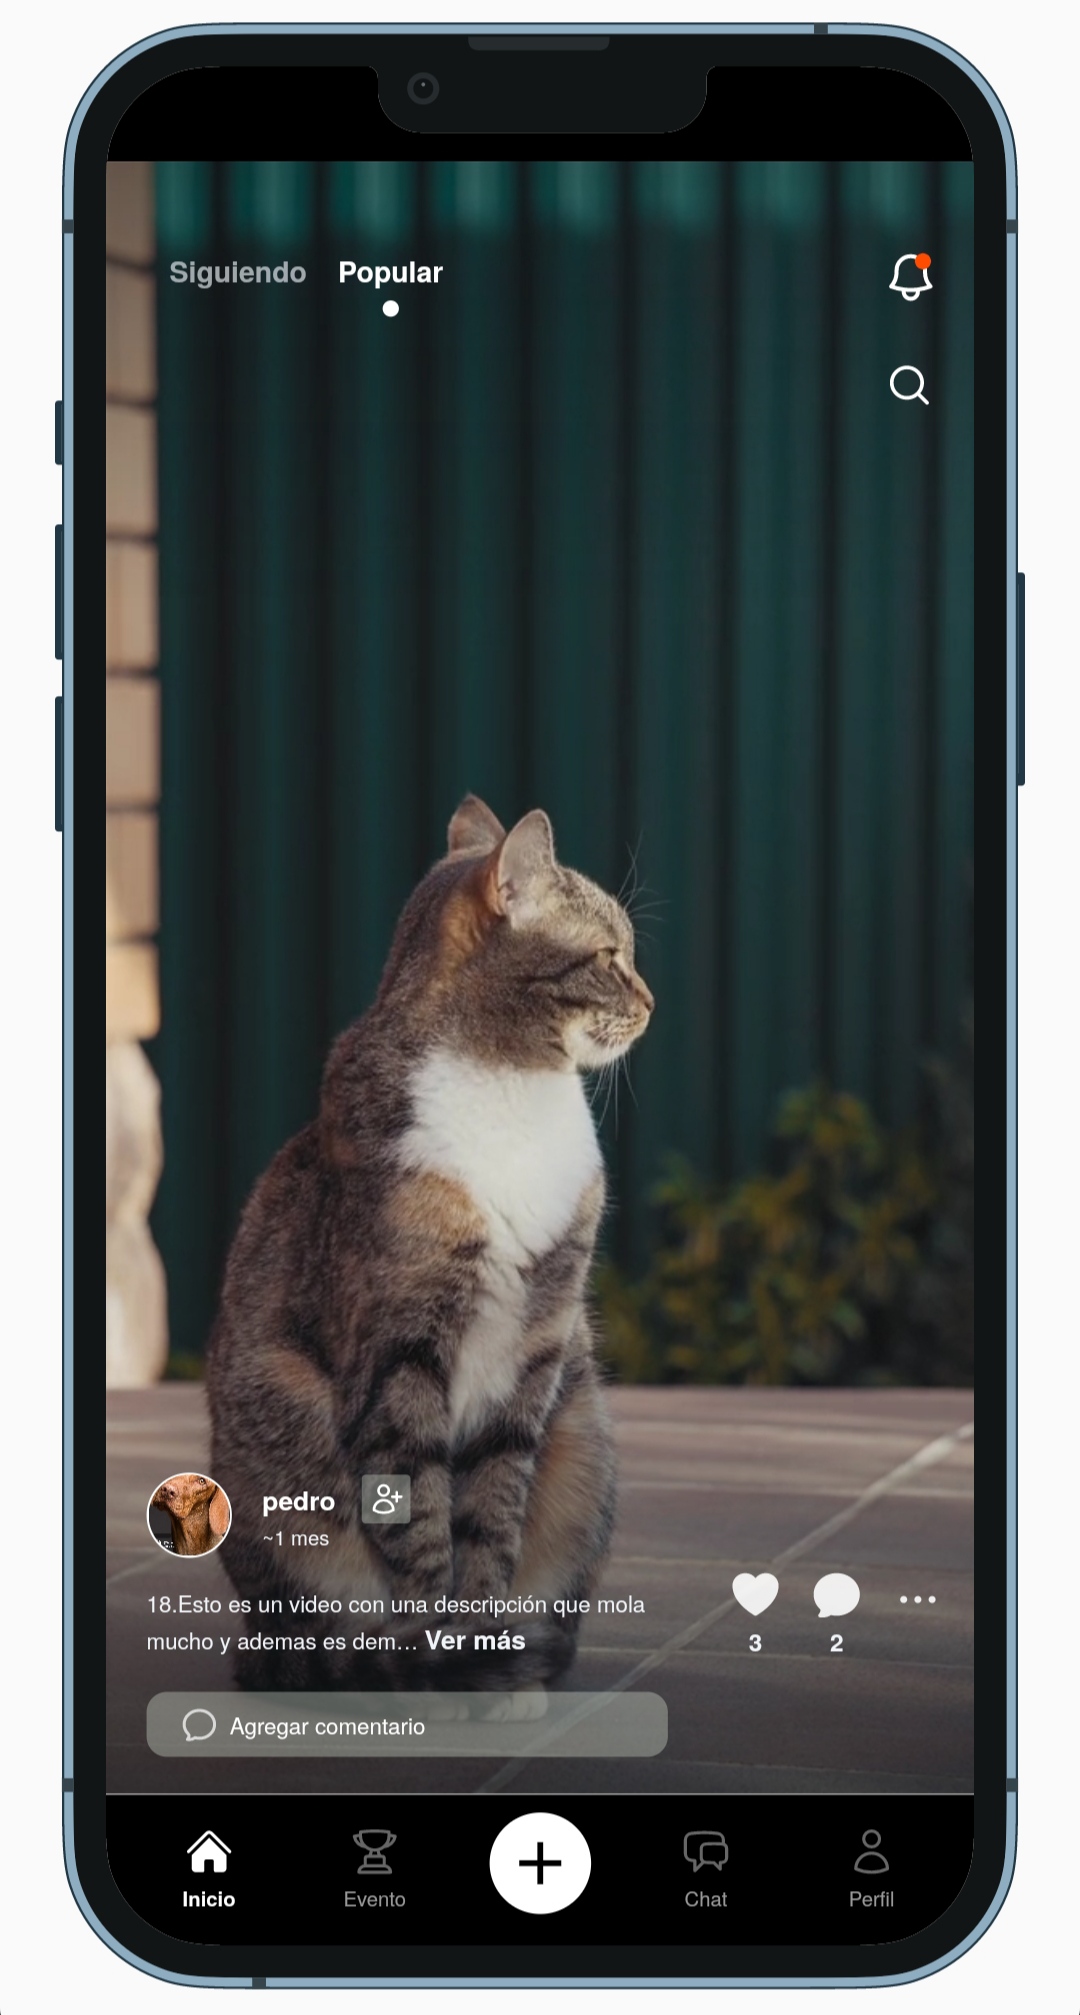 Siguiendo Popular
pedro
~1 mes
18.Esto es un video con una descripción que mola
mucho y ademas es dem... Ver más
3 2
Agregar comentario
Inicio Evento Chat Perfil